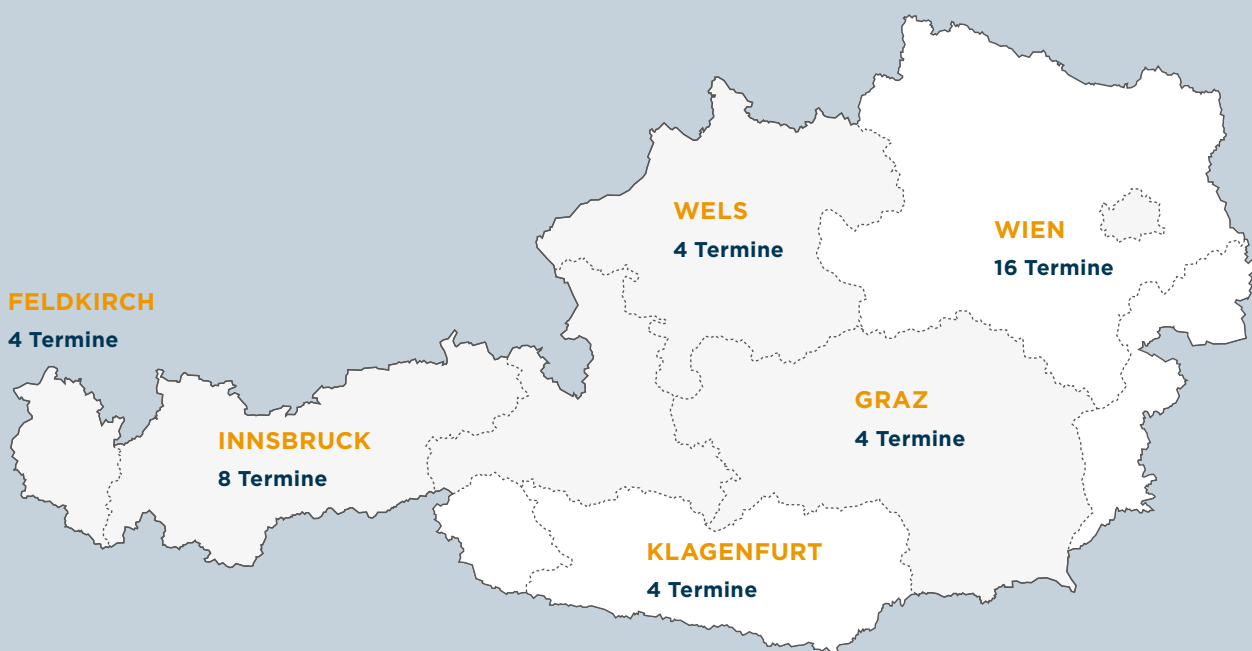 WELS
4 Termine
WIEN
16 Termine
FELDKIRCH
4 Termine
GRAZ
4 Termine
INNSBRUCK
8 Termine
KLAGENFURT
4 Termine